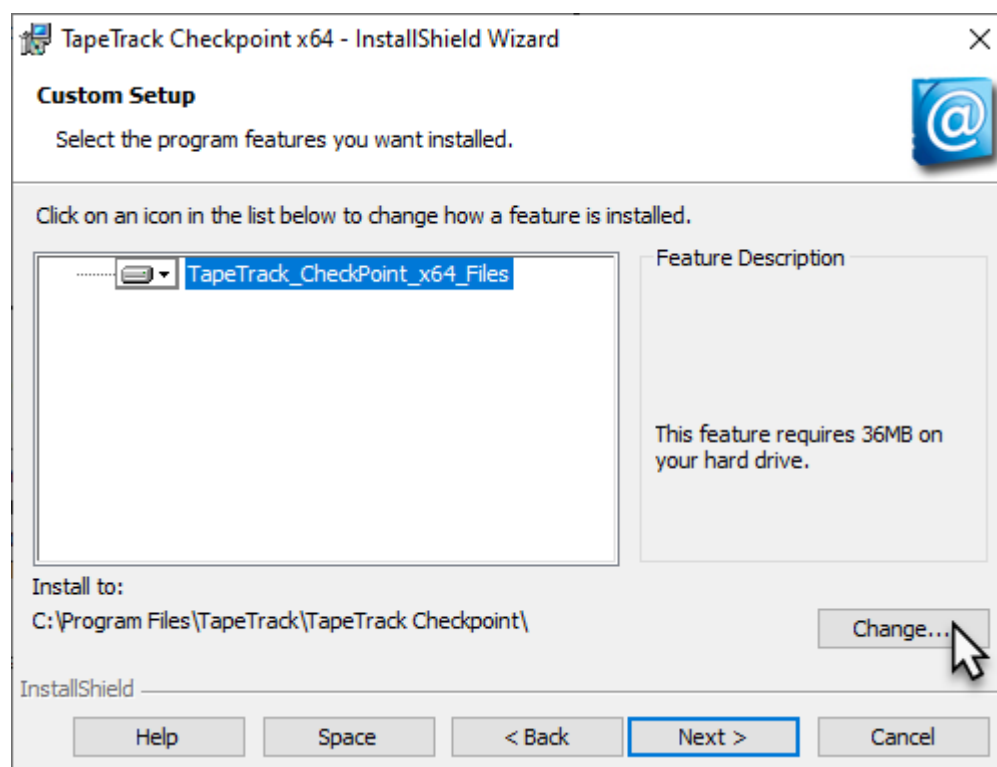 TapeTrack Checkpoint x64 - InstallShield Wizard
Custom Setup
Select the program features you want installed.
@
Click on an icon in the list below to change how a feature is installed.
TapeTrack_CheckPoint_x64_Files
Feature Description
This feature requires 36MB on
your hard drive.
Install to:
C:\Program Files\TapeTrack\TapeTrack Checkpoint\
Change...
InstallShield
Help
Space
< Back
Next >
Cancel